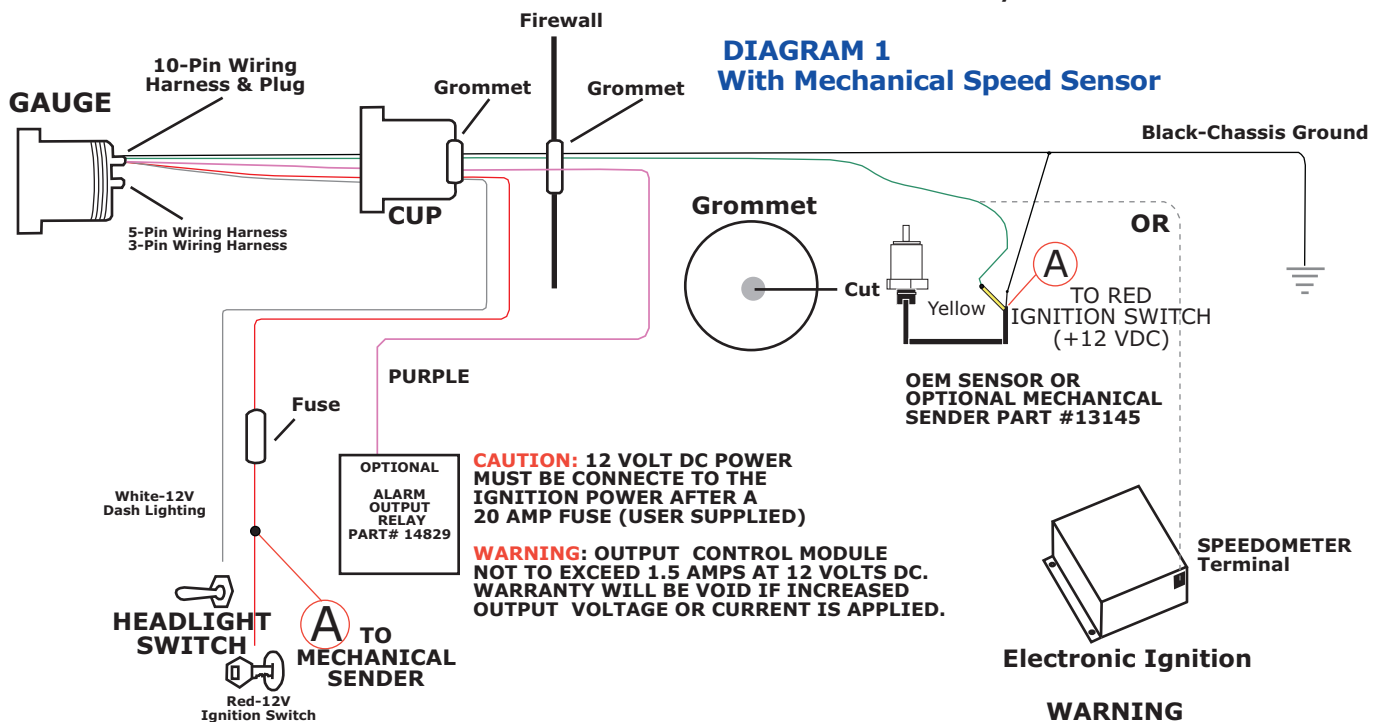 Firewall
DIAGRAM 1
With Mechanical Speed Sensor
10-Pin Wiring
Harness & Plug
GAUGE
Grommet
Grommet
Black-Chassis Ground
CUP
5-Pin Wiring Harness
3-Pin Wiring Harness
Grommet
Cut
OR
A
Yellow
TO RED
IGNITION SWITCH
(+12 VDC)
OEM SENSOR OR
OPTIONAL MECHANICAL
SENDER PART #13145
PURPLE
Fuse
OPTIONAL
ALARM
OUTPUT
RELAY
PART# 14829
CAUTION: 12 VOLT DC POWER
MUST BE CONNECTE TO THE
IGNITION POWER AFTER A
20 AMP FUSE (USER SUPPLIED)
WARNING: OUTPUT CONTROL MODULE
NOT TO EXCEED 1.5 AMPS AT 12 VOLTS DC.
WARRANTY WILL BE VOID IF INCREASED
OUTPUT VOLTAGE OR CURRENT IS APPLIED.
White-12V
Dash Lighting
HEADLIGHT
SWITCH
A
TO
MECHANICAL
SENDER
Red-12V
Ignition Switch
SPEEDOMETER
Terminal
Electronic Ignition
WARNING